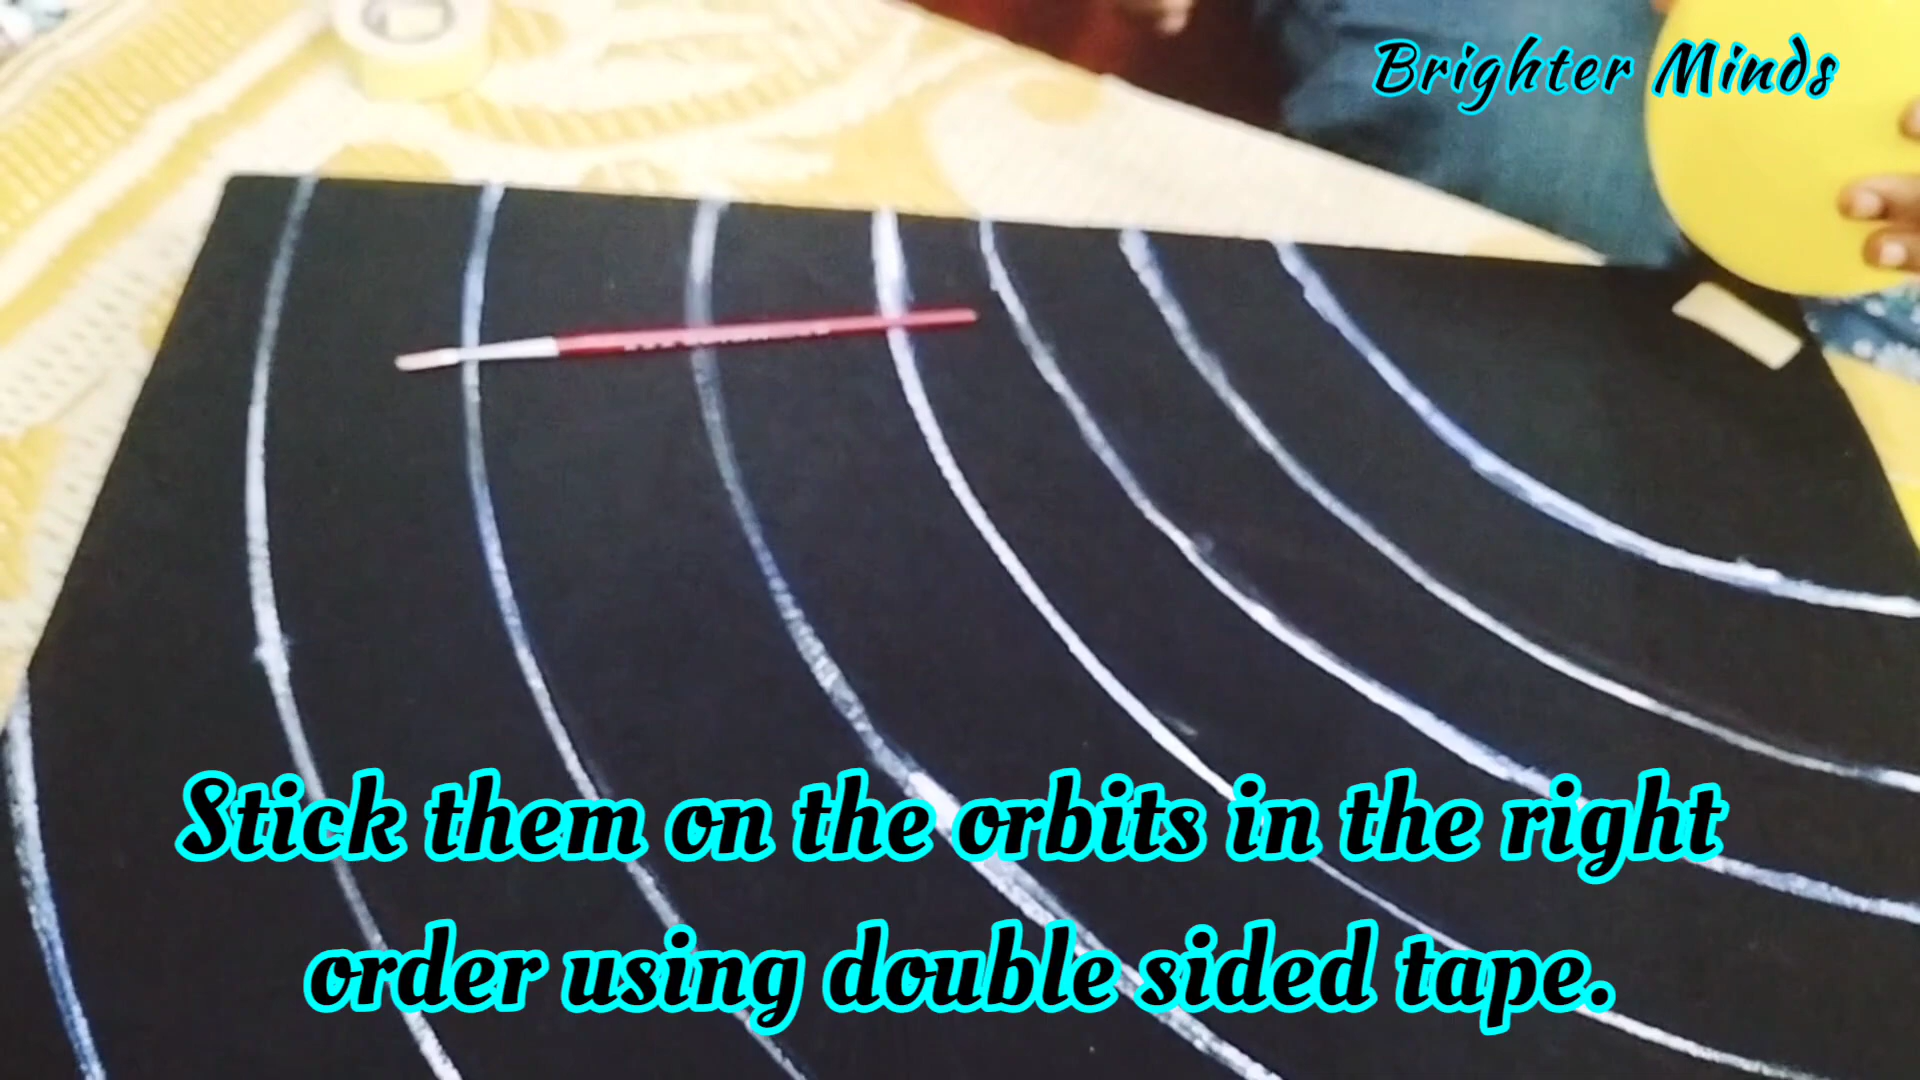 Brighter Minds
Stick them on the orbits in the right
order using double sided tape.